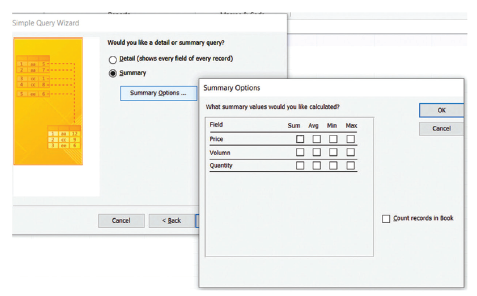 Simple Query Wizard
Would you like a detail or summary query?
Detail (shows every field of every record)
Summary
Summary Options ...
Cancel
< Back
Summary Options
What summary values would you like calculated?
OK
Cancel
Field Sum Avg Min Max
Price
Volumn
Quantity
Count records in Book